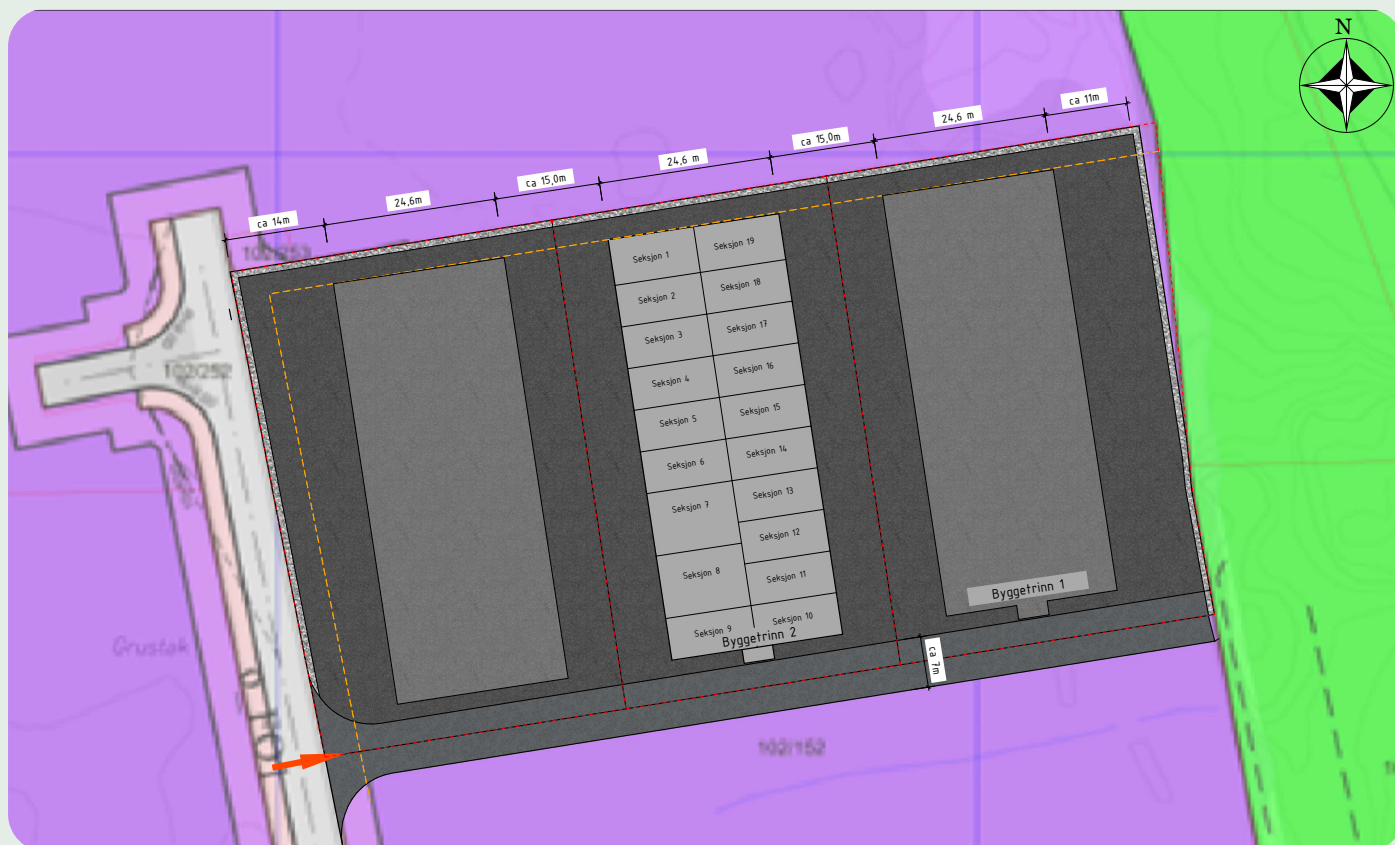 N
ca 11m
24,6 m
ca 15,0m
24,6 m
ca 15,0m
24,6m
ca 14m
102/253
102/252
Seksjon 1
Seksjon 19
Seksjon 2
Seksjon 18
Seksjon 3
Seksjon 17
Seksjon 4
Seksjon 16
Seksjon 5
Seksjon 15
Seksjon 6
Seksjon 14
Seksjon 7
Seksjon 13
Seksjon 12
Seksjon 8
Seksjon 11
Seksjon 9
Seksjon 10
Byggetrinn 2
Byggetrinn 1
ca 7m
Grustak
102/152